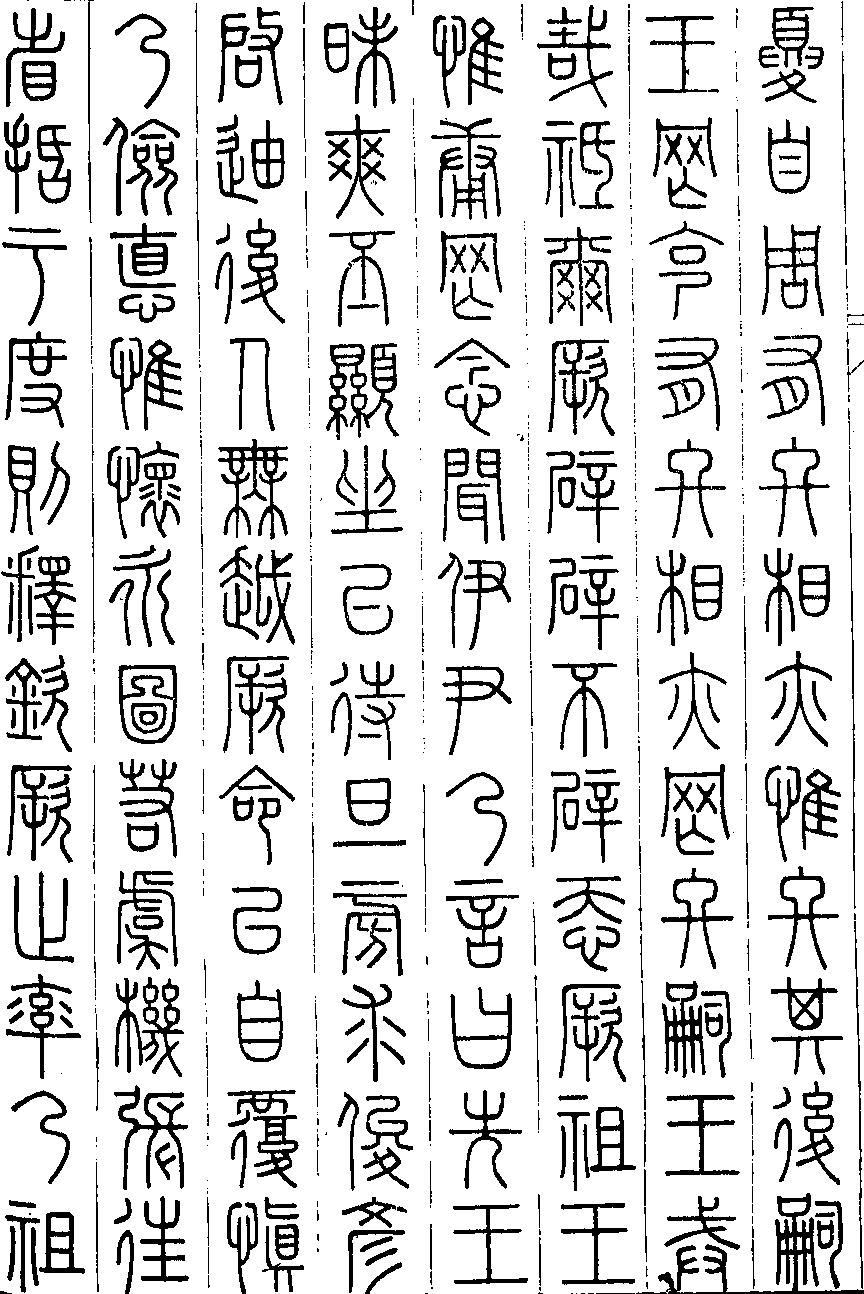 夏自周有終相亦惟終其後嗣
王罔克有終相亦罔終嗣王戒
哉祗爾厥辟辟不辟忝厥祖王
惟庸罔念聞伊尹乃言曰先王
昧爽丕顯坐以待旦旁求俊彥
啓迪後人無越厥命以自覆慎
乃儉德惟懷永圖若虞機張往
省括于度則釋欽厥止率乃祖